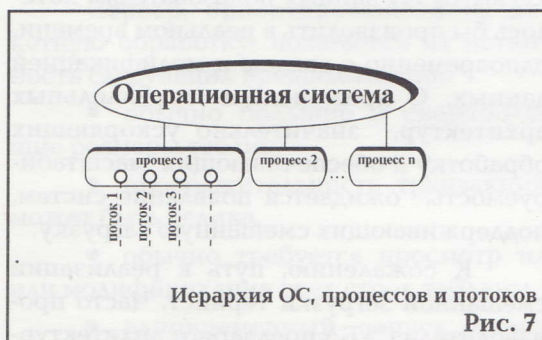 Операционная система
процесс 1 процесс 2 ... процесс n
поток 1
поток 2
поток 3
Иерархия ОС, процессов и потоков
Рис. 7